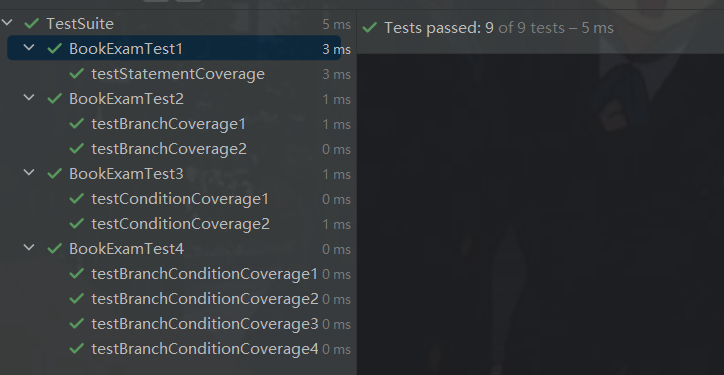 TestSuite 5 ms
Tests passed: 9 of 9 tests – 5 ms
BookExamTest1 3 ms
testStatementCoverage 3 ms
BookExamTest2 1 ms
testBranchCoverage1 1 ms
testBranchCoverage2 0 ms
BookExamTest3 1 ms
testConditionCoverage1 0 ms
testConditionCoverage2 1 ms
BookExamTest4 0 ms
testBranchConditionCoverage1 0 ms
testBranchConditionCoverage2 0 ms
testBranchConditionCoverage3 0 ms
testBranchConditionCoverage4 0 ms